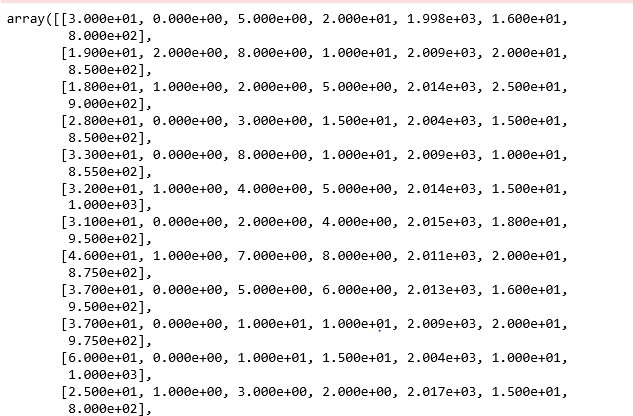 array([[3.000e+01, 0.000e+00, 5.000e+00, 2.000e+01, 1.998e+03, 1.600e+01,
8.000e+02],
[1.900e+01, 2.000e+00, 8.000e+00, 1.000e+01, 2.009e+03, 2.000e+01,
8.500e+02],
[1.800e+01, 1.000e+00, 2.000e+00, 5.000e+00, 2.014e+03, 2.500e+01,
9.000e+02],
[2.800e+01, 0.000e+00, 3.000e+00, 1.500e+01, 2.004e+03, 1.500e+01,
8.500e+02],
[3.300e+01, 0.000e+00, 8.000e+00, 1.000e+01, 2.009e+03, 1.000e+01,
8.550e+02],
[3.200e+01, 1.000e+00, 4.000e+00, 5.000e+00, 2.014e+03, 1.500e+01,
1.000e+03],
[3.100e+01, 0.000e+00, 2.000e+00, 4.000e+00, 2.015e+03, 1.800e+01,
9.500e+02],
[4.600e+01, 1.000e+00, 7.000e+00, 8.000e+00, 2.011e+03, 2.000e+01,
8.750e+02],
[3.700e+01, 0.000e+00, 5.000e+00, 6.000e+00, 2.013e+03, 1.600e+01,
9.500e+02],
[3.700e+01, 0.000e+00, 1.000e+01, 1.000e+01, 2.009e+03, 2.000e+01,
9.750e+02],
[6.000e+01, 0.000e+00, 1.000e+01, 1.500e+01, 2.004e+03, 1.000e+01,
1.000e+03],
[2.500e+01, 1.000e+00, 3.000e+00, 2.000e+00, 2.017e+03, 1.500e+01,
8.000e+02],